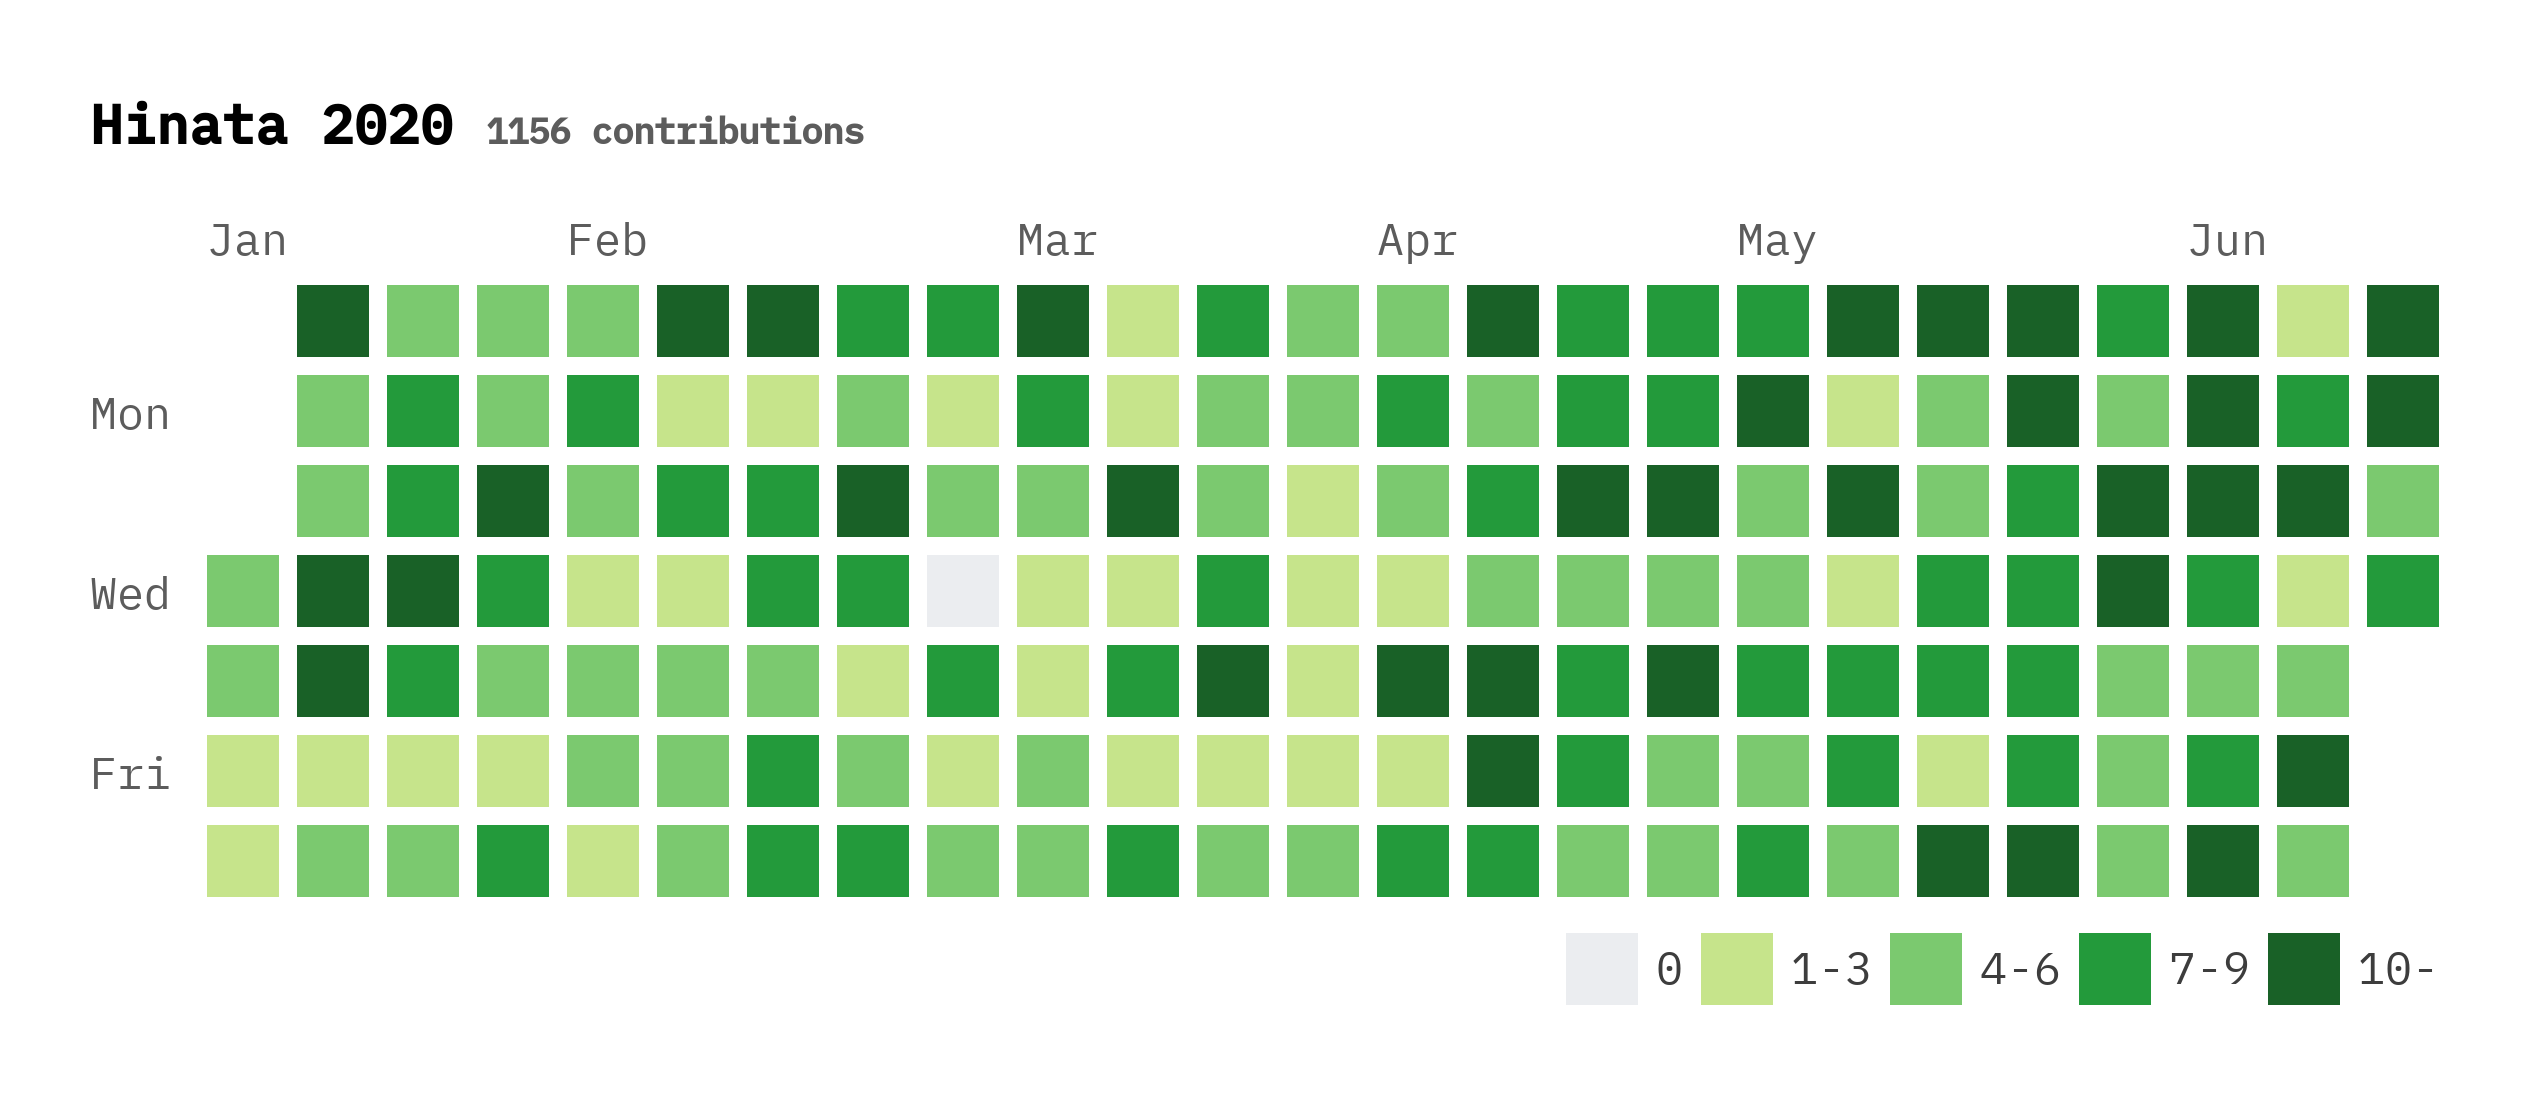 Hinata 2020 1156 contributions
Jan Feb Mar Apr May Jun
Mon
Wed
Fri
0 1-3 4-6 7-9 10-